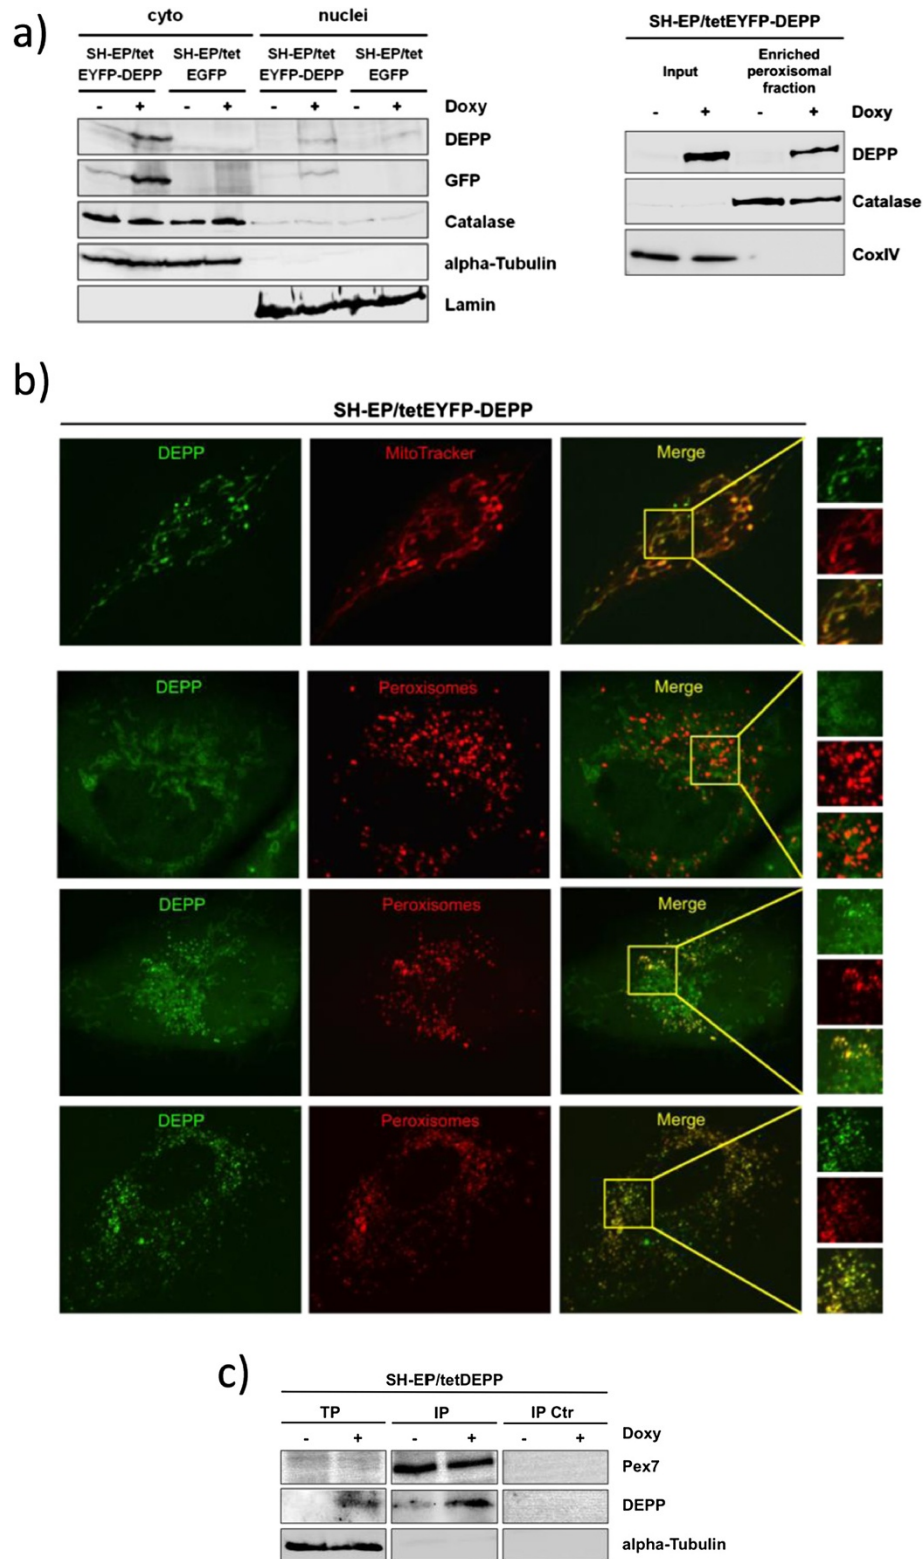 a)
cyto nuclei
SH-EP/tet SH-EP/tet SH-EP/tet SH-EP/tet
EYFP-DEPP EGFP EYFP-DEPP EGFP
- + - + - + - + Doxy
DEPP
GFP
Catalase
alpha-Tubulin
Lamin
SH-EP/tetEYFP-DEPP
Input Enriched
peroxisomal
fraction
- + - + Doxy
DEPP
Catalase
CoxIV
b)
SH-EP/tetEYFP-DEPP
DEPP MitoTracker Merge
DEPP Peroxisomes Merge
DEPP Peroxisomes Merge
DEPP Peroxisomes Merge
c)
SH-EP/tetDEPP
TP IP IP Ctr
- + - + - + Doxy
Pex7
DEPP
alpha-Tubulin